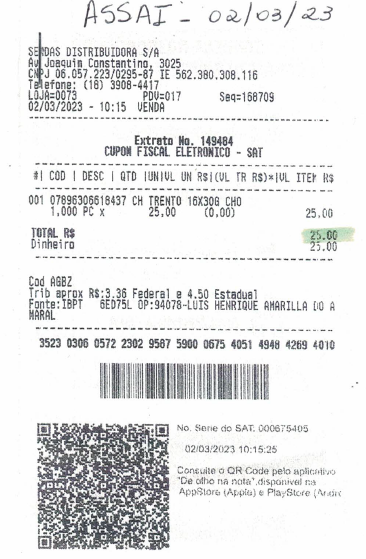 ASSAI - 02/03/23
SENDAS DISTRIBUIDORA S/A
Av Joaquim Constantino, 3025
CNPJ 06.057.223/0295-87 IE 562.380.308.116
Telefone: (18) 3908-4417
LOJA=0073 PDV=017 Seq=168709
02/03/2023 - 10:15 VENDA
Extrato No. 149484
CUPOM FISCAL ELETRONICO - SAT
#| COD | DESC | QTD |UN|VL UN R$|(VL TR R$)*|VL ITEM R$
001 07896306618437 CH TRENTO 16X30G CHO
1,000 PC x 25.00 (0,00) 25.00
TOTAL R$ 25.00
Dinheiro 25.00
Cod AGBZ
Trib aprox R$:3.36 Federal e 4.50 Estadual
Fonte:IBPT 6ED75L OP:94078-LUIS HENRIQUE AMARILLA DO A
MARAL
3523 0306 0572 2302 9587 5900 0675 4051 4948 4269 4010
No. Serie do SAT. 000675405
02/03/2023 10:15:25
Consulte o QR Code pelo aplicativo
"De olho na nota",disponivel na
AppStore (Apple) e PlayStore (Andro